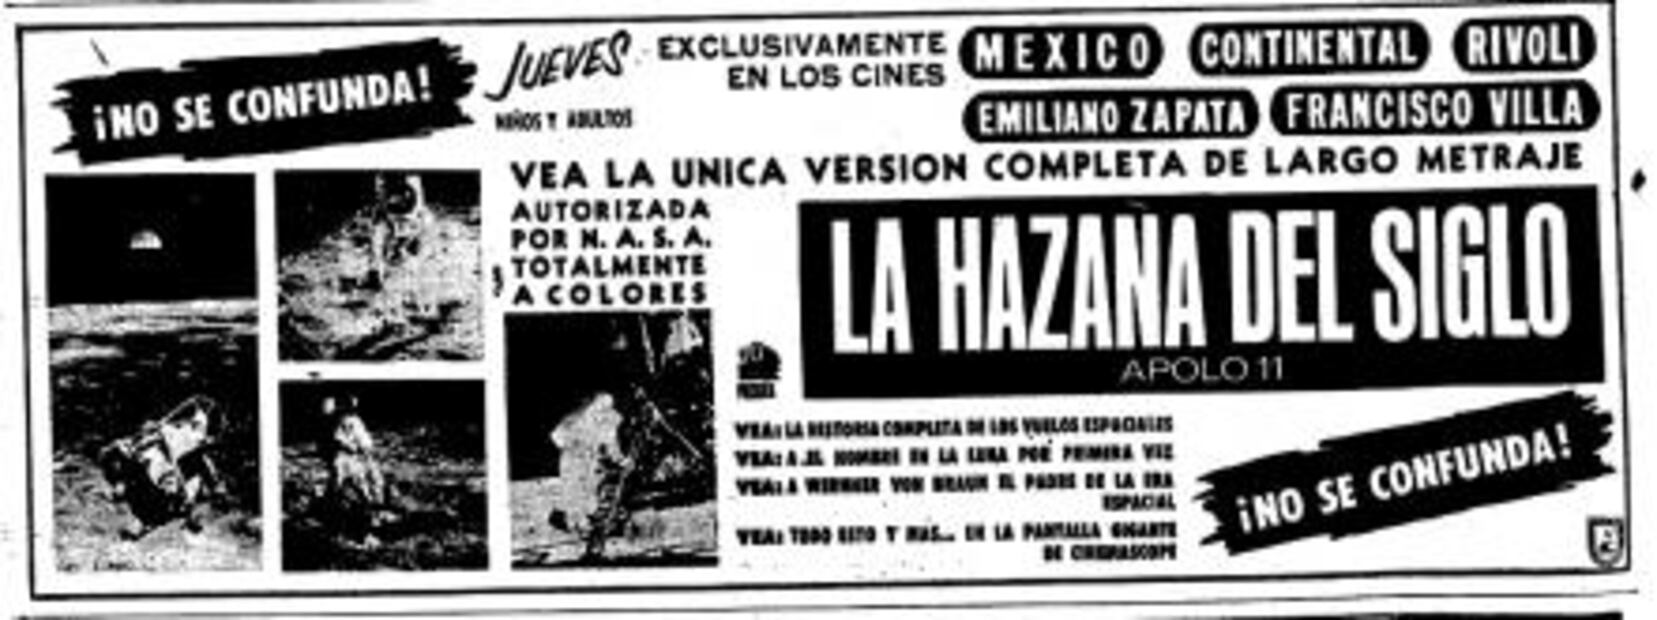 ¡NO SE CONFUNDA!
JUEVES
NIÑOS Y ADULTOS
EXCLUSIVAMENTE
EN LOS CINES
MEXICO
CONTINENTAL
RIVOLI
EMILIANO ZAPATA
FRANCISCO VILLA
VEA LA UNICA VERSION COMPLETA DE LARGO METRAJE
AUTORIZADA
POR N. A. S. A.
TOTALMENTE
A COLORES
LA HAZANA DEL SIGLO
APOLO 11
VEA: LA HISTORIA COMPLETA DE LOS VUELOS ESPACIALES
VEA: A..EL HOMBRE EN LA LUNA POR PRIMERA VEZ
VEA: A WERNHER VON BRAUN EL PADRE DE LA ERA
ESPACIAL
VEA: TODO ESTO Y MAS... EN LA PANTALLA GIGANTE
DE CINEMASCOPE
¡NO SE CONFUNDA!